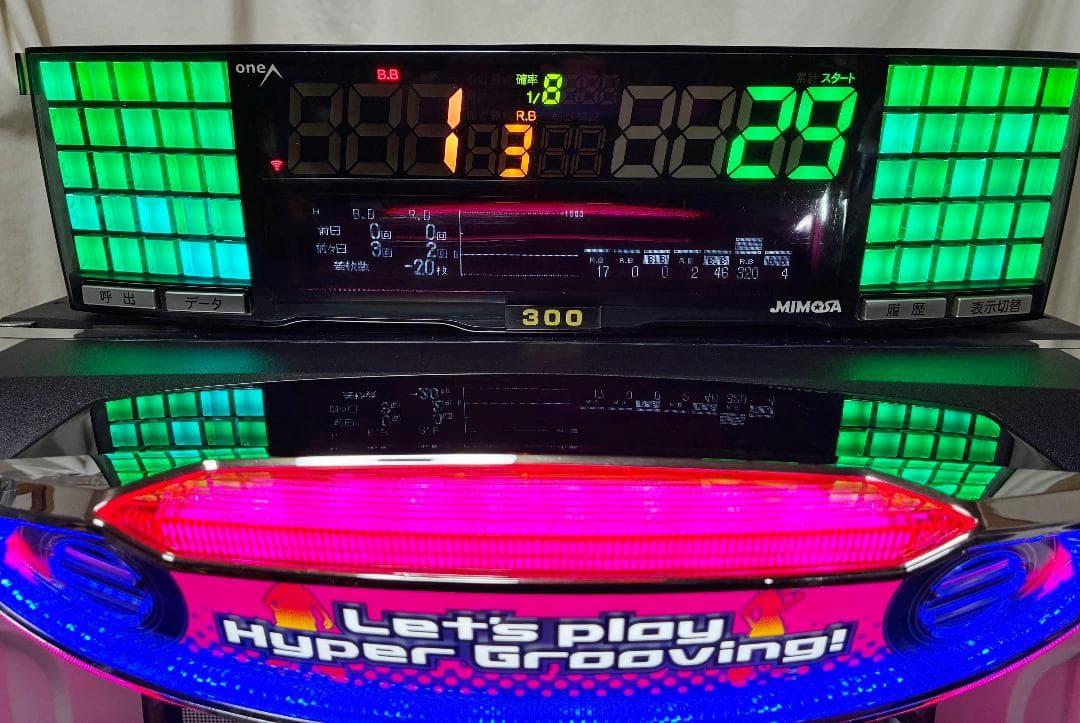 oneA
B.B
確率
1/8
累計 スタート
1
R.B
3
29
B.B R.B
前日 0回 0回
前々日 3回 2回
差枚数 -20枚
-1000
R.B B.B R.B B.B R.B
17 0 0 2 46 320 4
呼出
データ
300
MIMOSA
履歴
表示切替
Let's play
Hyper Grooving!